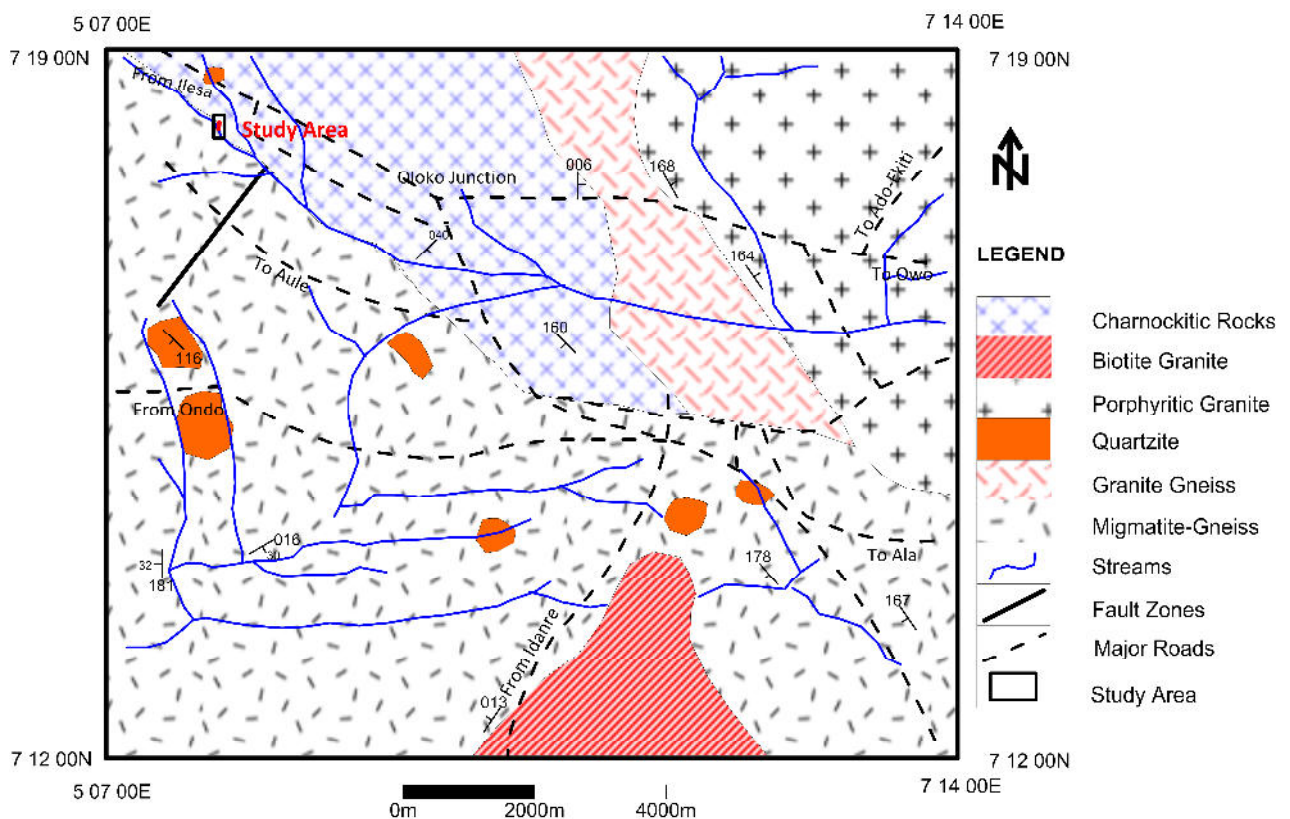 5 07 00E
7 14 00E
7 19 00N
7 19 00N
From Ilesa
Study Area
Oloko Junction
006
168
To Ado-Ekiti
N
040
164
To Owo
LEGEND
To Aule
Charnockitic Rocks
160
116
Biotite Granite
From Ondo
Porphyritic Granite
Quartzite
Granite Gneiss
Migmatite-Gneiss
016
30
32
181
178
To Ala
Streams
167
Fault Zones
From Idanre
Major Roads
013
Study Area
7 12 00N
7 12 00N
5 07 00E
7 14 00E
0m
2000m
4000m